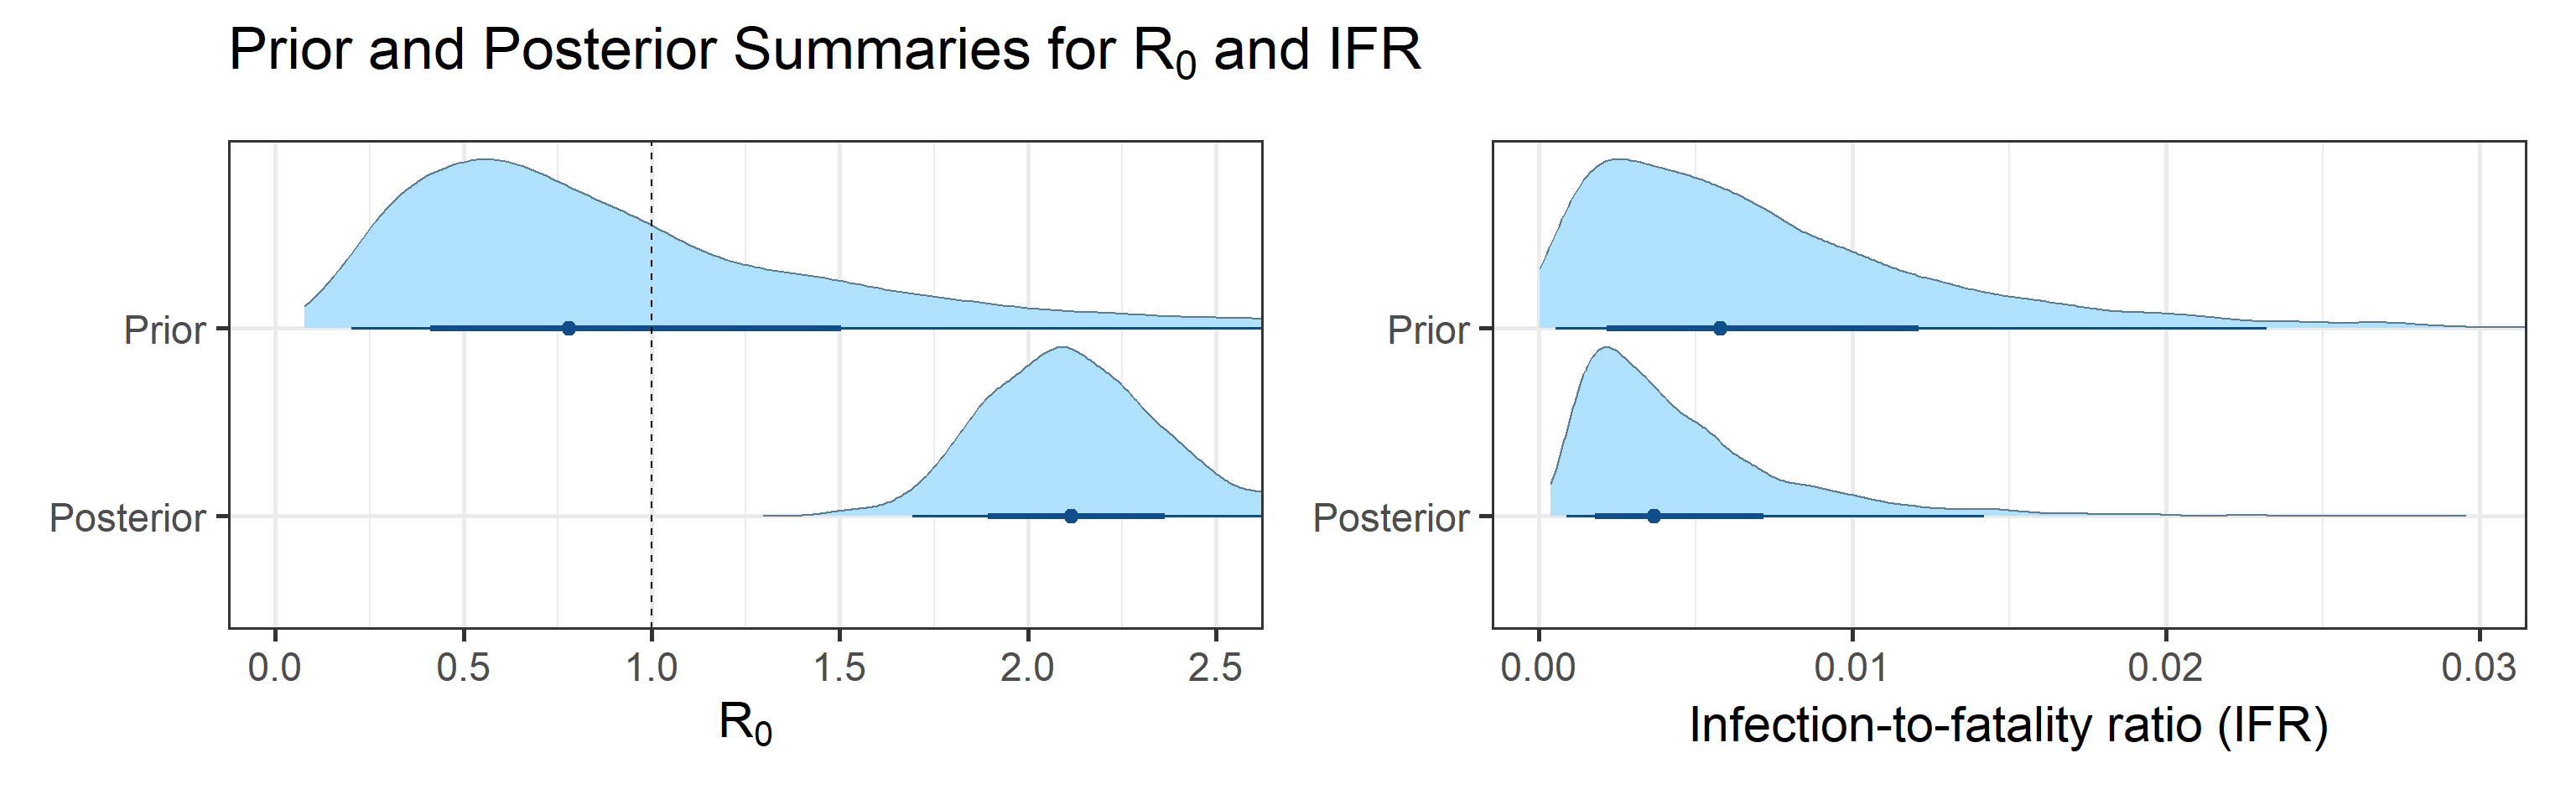 Prior and Posterior Summaries for R₀ and IFR
Prior
Posterior
0.0 0.5 1.0 1.5 2.0 2.5
R₀
Prior
Posterior
0.00 0.01 0.02 0.03
Infection-to-fatality ratio (IFR)